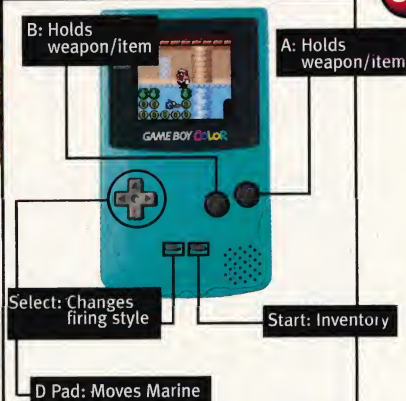 B: Holds
weapon/item
A: Holds
weapon/item
GAME BOY COLOR
Select: Changes
firing style
Start: Inventory
D Pad: Moves Marine